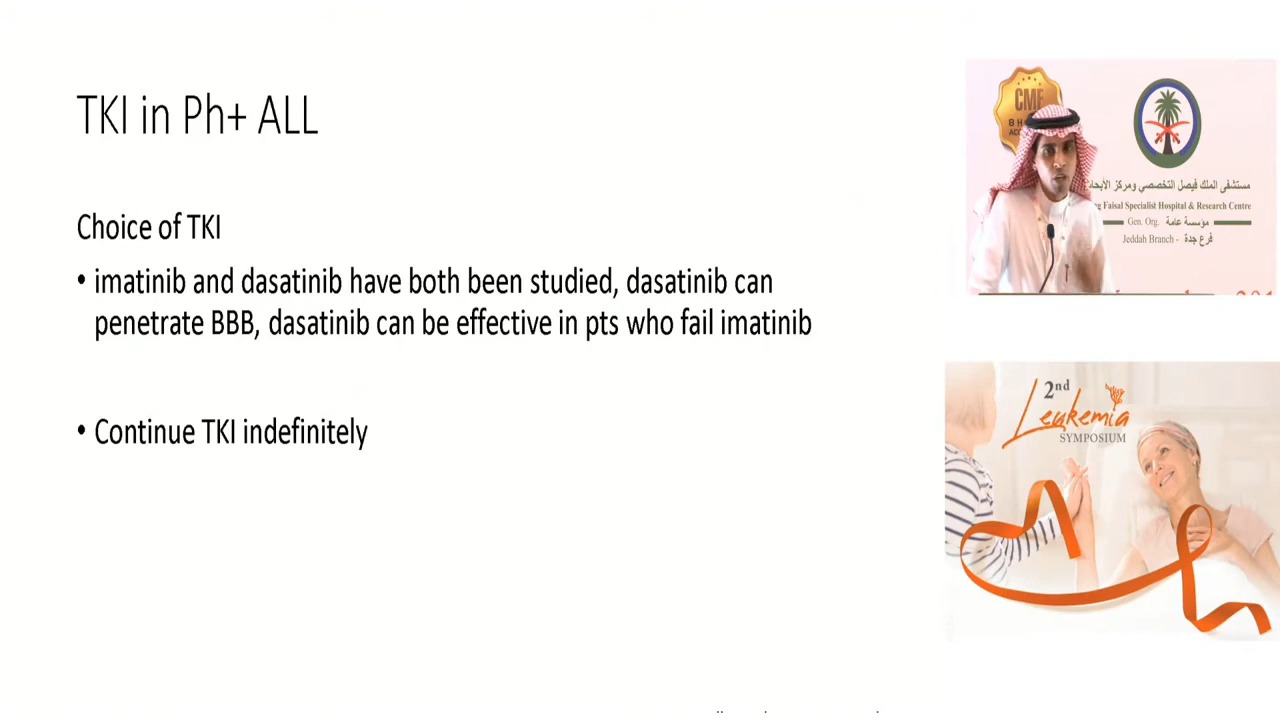 TKI in Ph+ ALL
Choice of TKI
• imatinib and dasatinib have both been studied, dasatinib can
penetrate BBB, dasatinib can be effective in pts who fail imatinib
• Continue TKI indefinitely
CMF
مستشفى الملك فيصل التخصصي ومركز الأبحاث
Faisal Specialist Hospital & Research Centre
Gen. Org. مؤسسة عامة
Jeddah Branch - فرع جدة
2nd
Leukemia
SYMPOSIUM